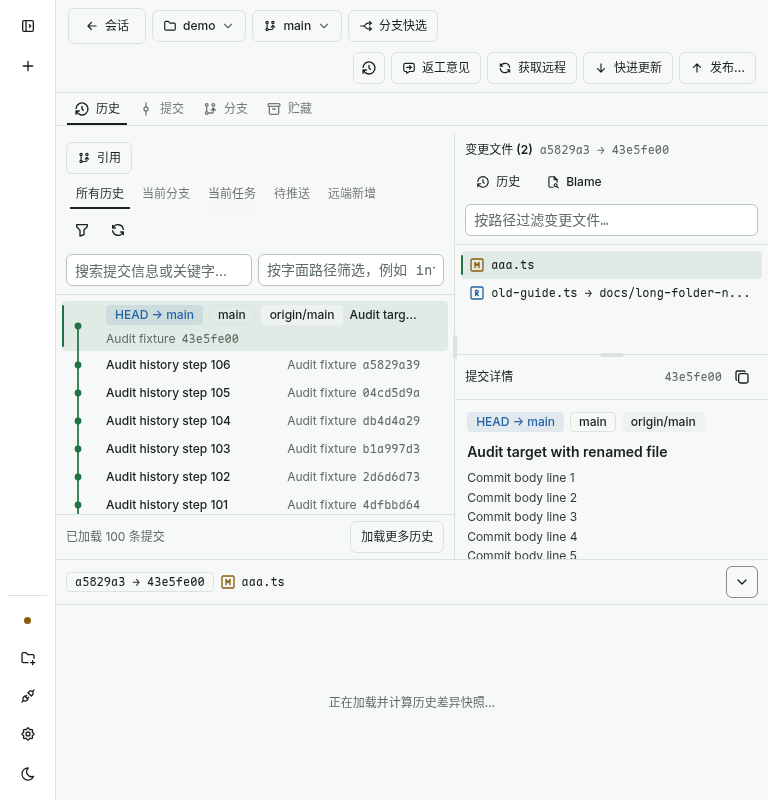 会话 demo main 分支快选
返工意见 获取远程 快进更新 发布...
历史 提交 分支 贮藏
引用
所有历史 当前分支 当前任务 待推送 远端新增
搜索提交信息或关键字... 按字面路径筛选，例如 in
HEAD → main main origin/main Audit targ...
Audit fixture 43e5fe00
Audit history step 106 Audit fixture a5829a39
Audit history step 105 Audit fixture 04cd5d9a
Audit history step 104 Audit fixture db4d4a29
Audit history step 103 Audit fixture b1a997d3
Audit history step 102 Audit fixture 2d6d6d73
Audit history step 101 Audit fixture 4dfbbd64
已加载 100 条提交 加载更多历史
变更文件 (2) a5829a3 → 43e5fe00
历史 Blame
按路径过滤变更文件…
M aaa.ts
R old-guide.ts → docs/long-folder-n...
提交详情 43e5fe00
HEAD → main main origin/main
Audit target with renamed file
Commit body line 1
Commit body line 2
Commit body line 3
Commit body line 4
Commit body line 5
a5829a3 → 43e5fe00 M aaa.ts
正在加载并计算历史差异快照...